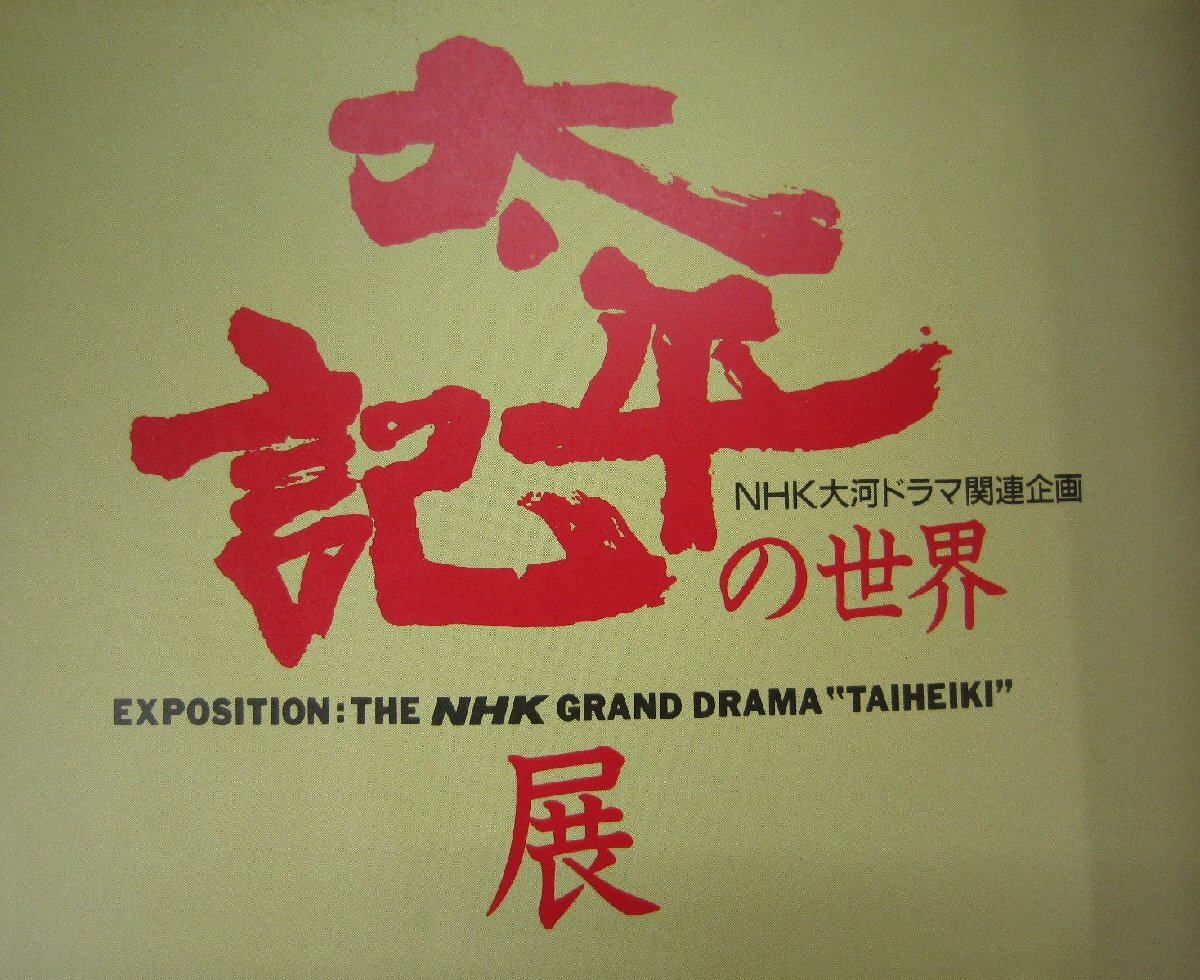 太平記
NHK大河ドラマ関連企画
の世界
EXPOSITION:THE NHK GRAND DRAMA "TAIHEIKI"
展